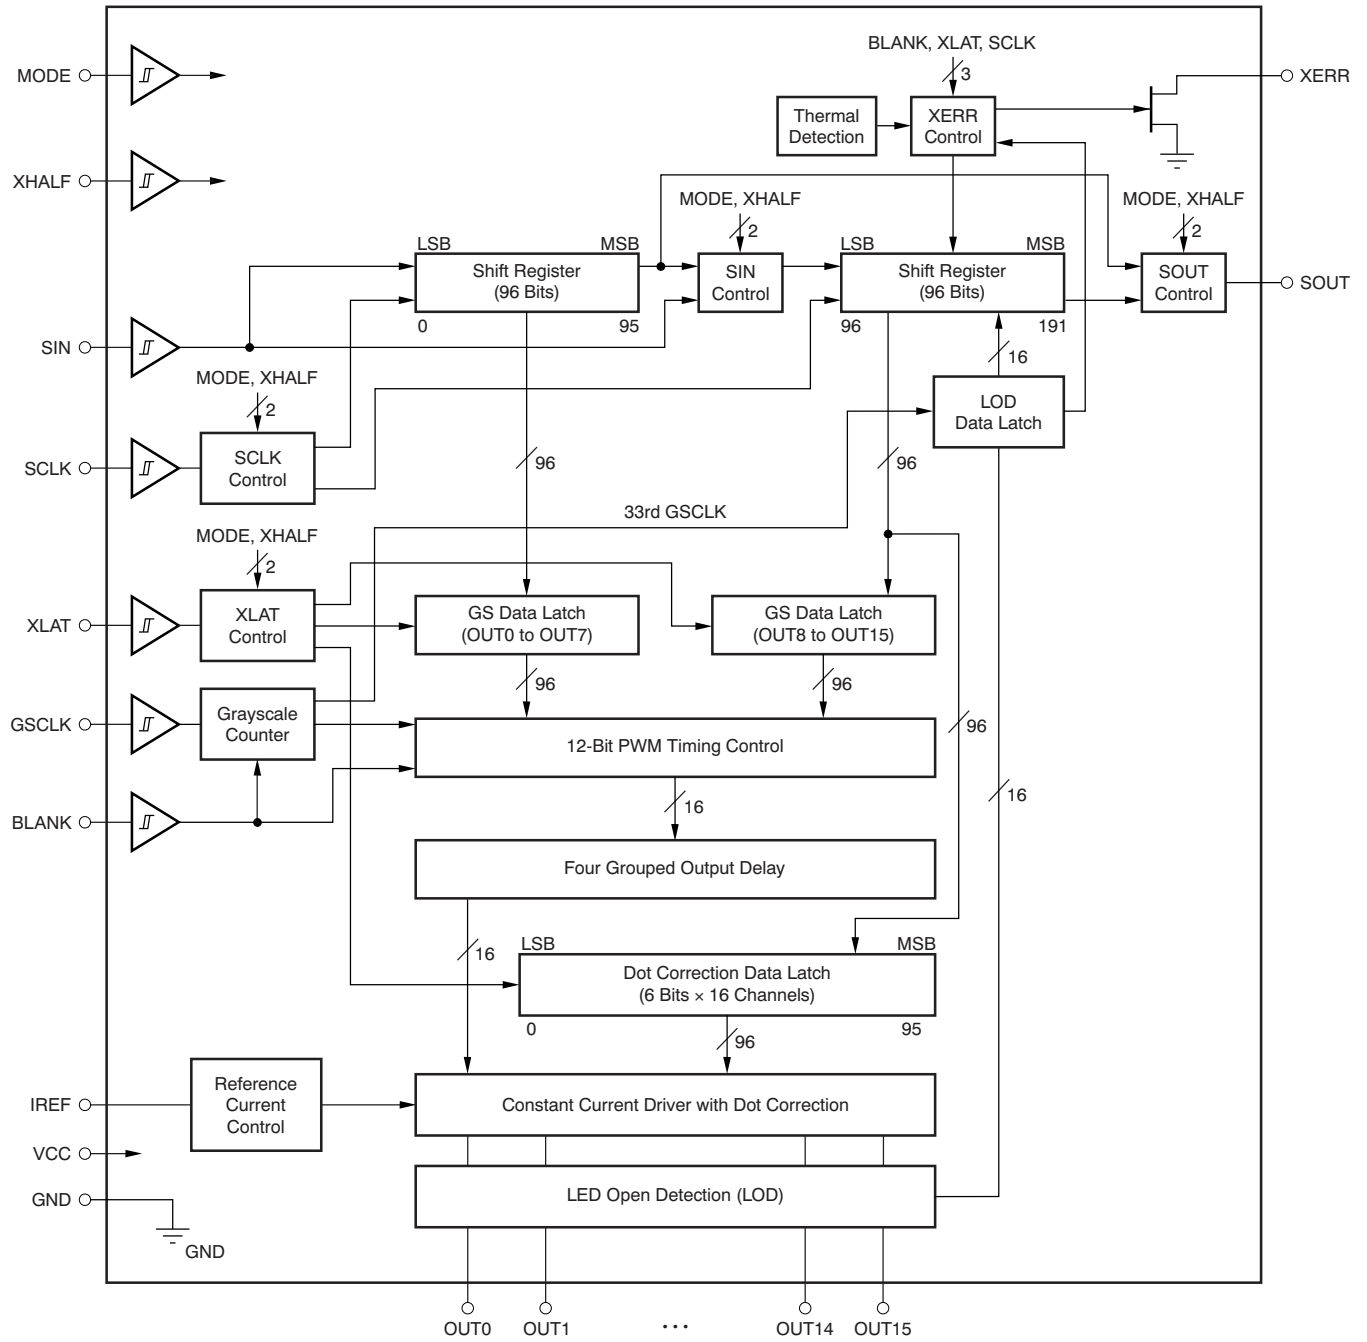 BLANK, XLAT, SCLK
MODE
3
XERR
Thermal
Detection
XERR
Control
XHALF
MODE, XHALF
2
MODE, XHALF
2
LSB
MSB
Shift Register
(96 Bits)
0
95
SIN
Control
LSB
MSB
Shift Register
(96 Bits)
96
191
SOUT
Control
SOUT
SIN
16
MODE, XHALF
2
LOD
Data Latch
SCLK
SCLK
Control
96
96
33rd GSCLK
MODE, XHALF
2
XLAT
XLAT
Control
GS Data Latch
(OUT0 to OUT7)
GS Data Latch
(OUT8 to OUT15)
96
96
GSCLK
Grayscale
Counter
12-Bit PWM Timing Control
96
16
16
BLANK
Four Grouped Output Delay
16
LSB
MSB
Dot Correction Data Latch
(6 Bits × 16 Channels)
0
95
96
IREF
Reference
Current
Control
Constant Current Driver with Dot Correction
VCC
GND
GND
LED Open Detection (LOD)
OUT0
OUT1
...
OUT14
OUT15